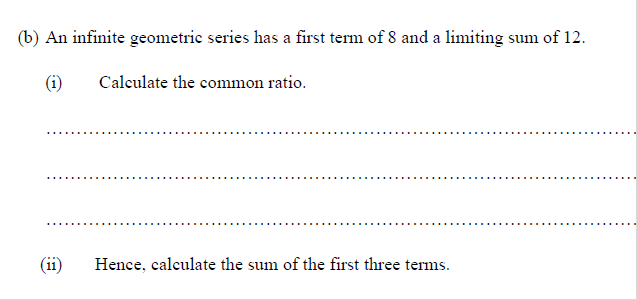 (b) An infinite geometric series has a first term of 8 and a limiting sum of 12.
(i) Calculate the common ratio.
(ii) Hence, calculate the sum of the first three terms.